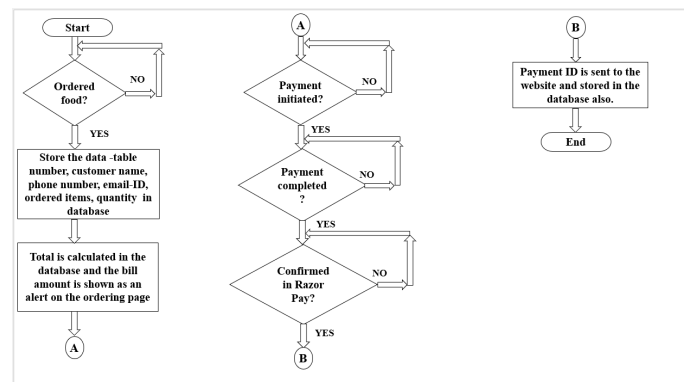 Start
Ordered
food?
NO
YES
Store the data -table
number, customer name,
phone number, email-ID,
ordered items, quantity in
database
Total is calculated in the
database and the bill
amount is shown as an
alert on the ordering page
A
A
Payment
initiated?
NO
YES
Payment
completed
?
NO
YES
Confirmed
in Razor
Pay?
NO
YES
B
B
Payment ID is sent to the
website and stored in the
database also.
End